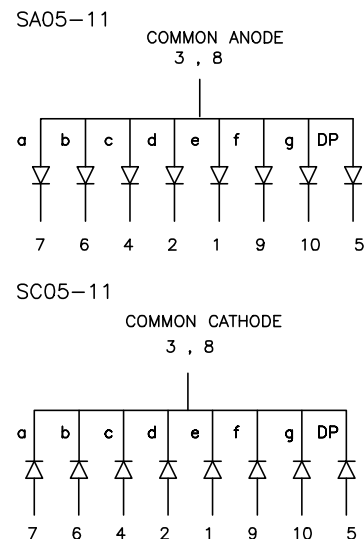 SA05-11
COMMON ANODE
3 , 8
a b c d e f g DP
7 6 4 2 1 9 10 5
SC05-11
COMMON CATHODE
3 , 8
a b c d e f g DP
7 6 4 2 1 9 10 5